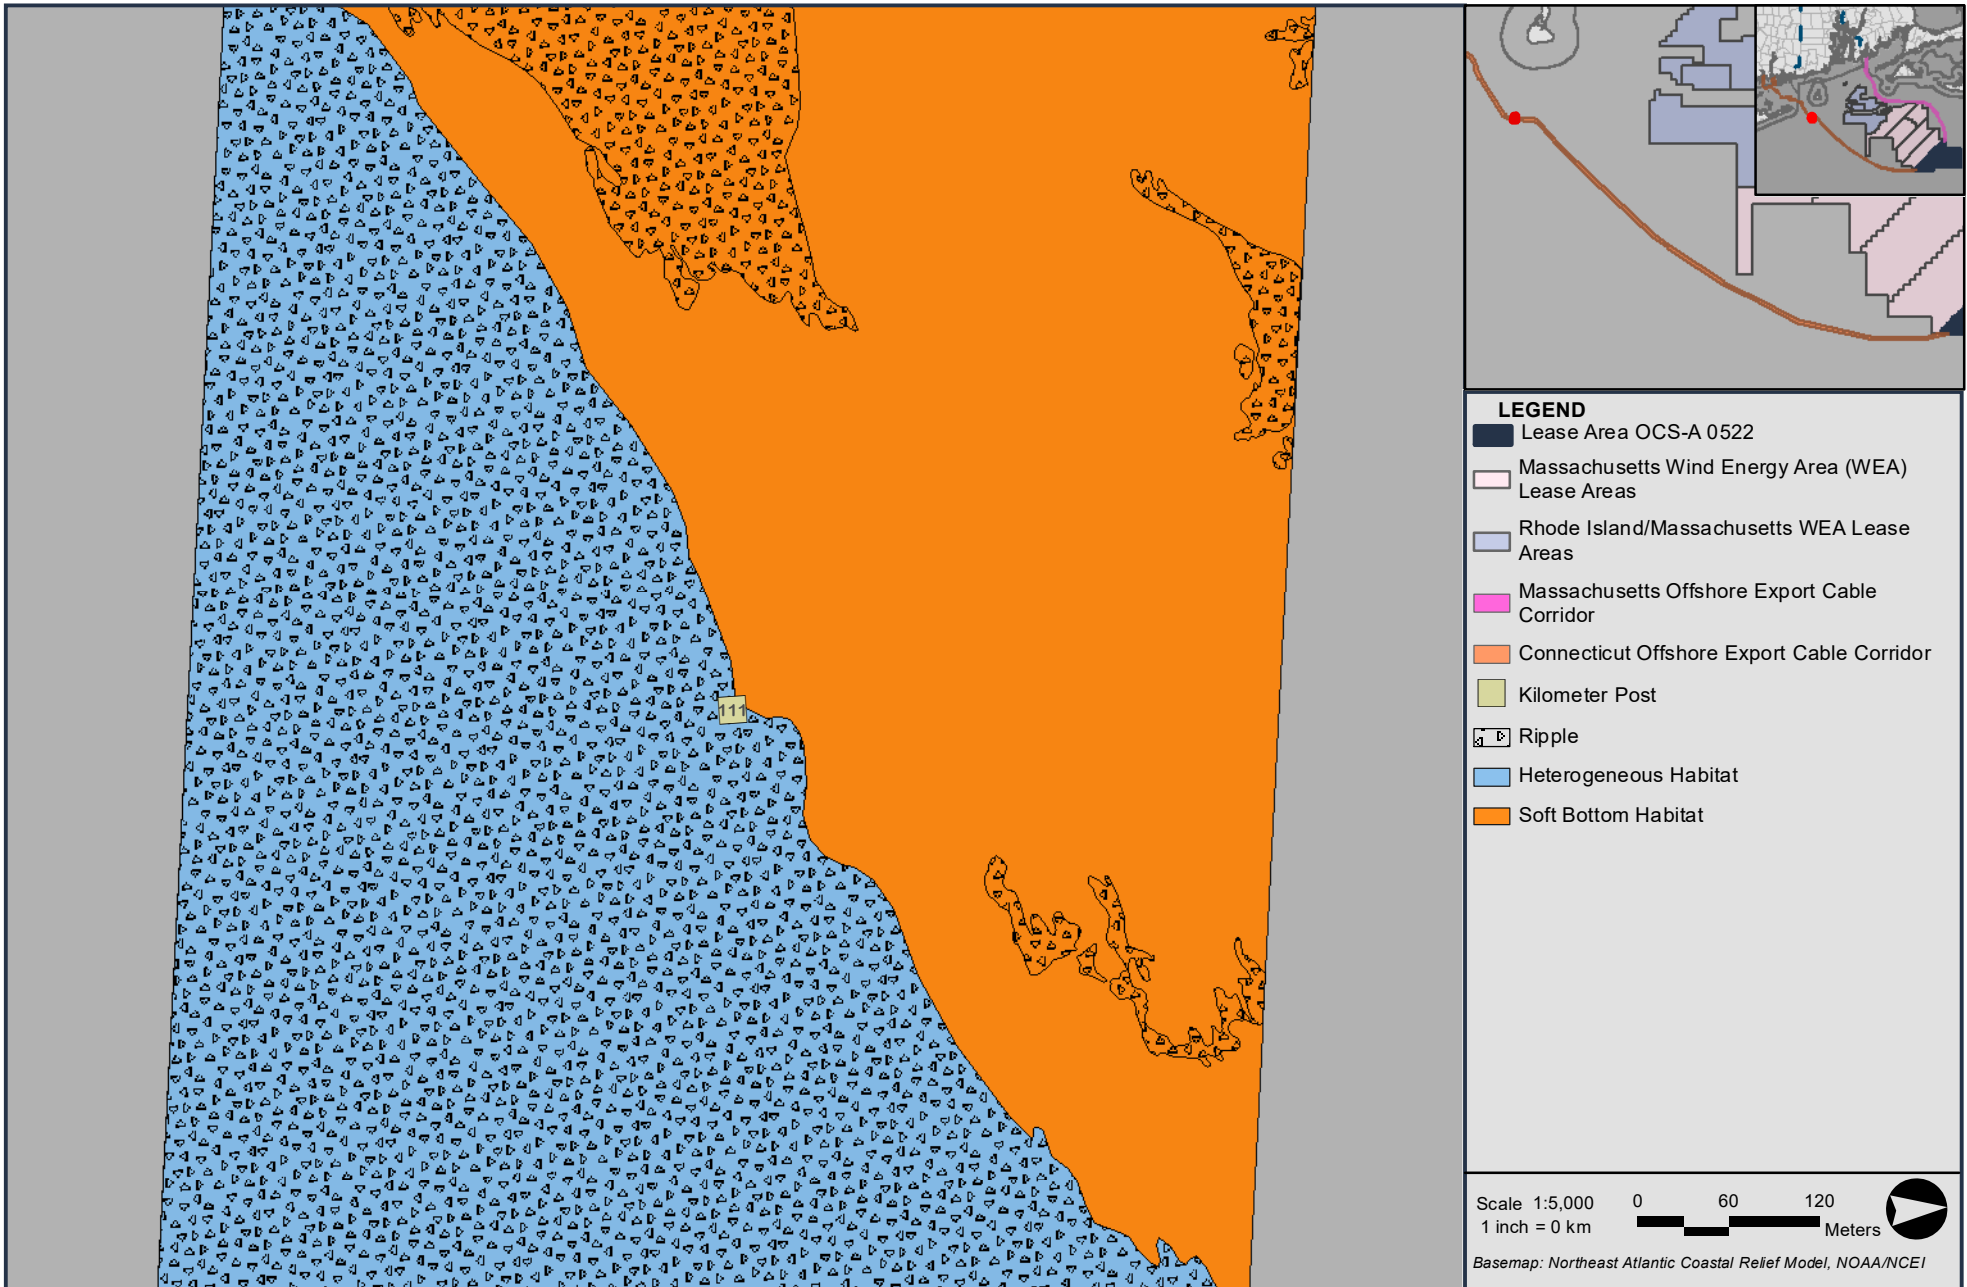 111
LEGEND
Lease Area OCS-A 0522
Massachusetts Wind Energy Area (WEA)
Lease Areas
Rhode Island/Massachusetts WEA Lease
Areas
Massachusetts Offshore Export Cable
Corridor
Connecticut Offshore Export Cable Corridor
Kilometer Post
Ripple
Heterogeneous Habitat
Soft Bottom Habitat
Scale 1:5,000
1 inch = 0 km
0 60 120
Meters
Basemap: Northeast Atlantic Coastal Relief Model, NOAA/NCEI